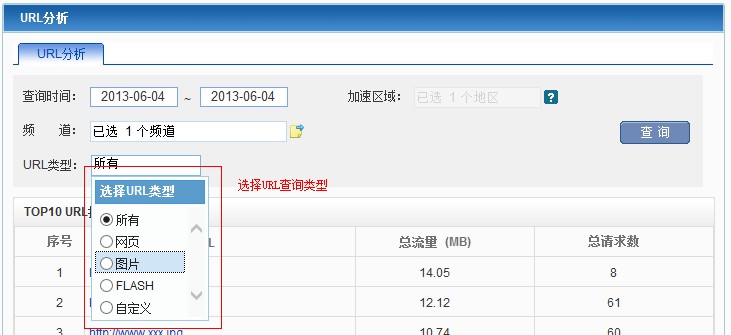 URL分析
URL分析
查询时间： 2013-06-04 ~ 2013-06-04 加速区域： 已选 1 个地区 ?
频 道： 已选 1 个频道 查 询
URL类型： 所有
选择URL查询类型
选择URL类型
所有
网页
图片
FLASH
自定义
TOP10 URL
序号 L 总流量 (MB) 总请求数
1 14.05 8
2 12.12 61
3 http://www.xxx.jpg 10.74 60